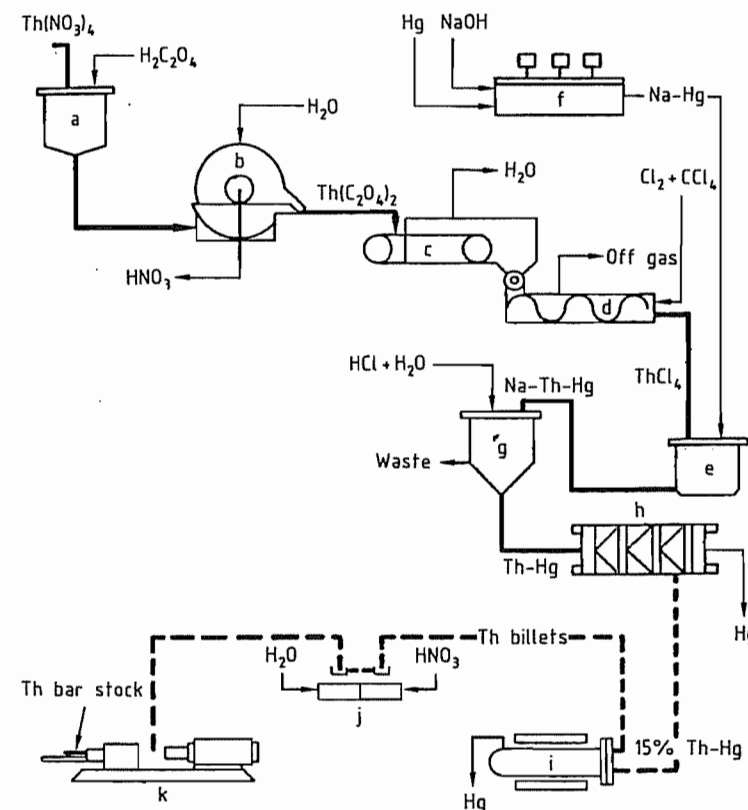 Th(NO₃)₄
H₂C₂O₄
a
H₂O
b
HNO₃
Th(C₂O₄)₂
Hg NaOH
f
Na–Hg
H₂O
c
Cl₂ + CCl₄
Off gas
d
ThCl₄
HCl + H₂O
Na–Th–Hg
g
Waste
e
h
Th–Hg
Hg
Th billets
H₂O
HNO₃
j
Th bar stock
k
i
15% Th–Hg
Hg